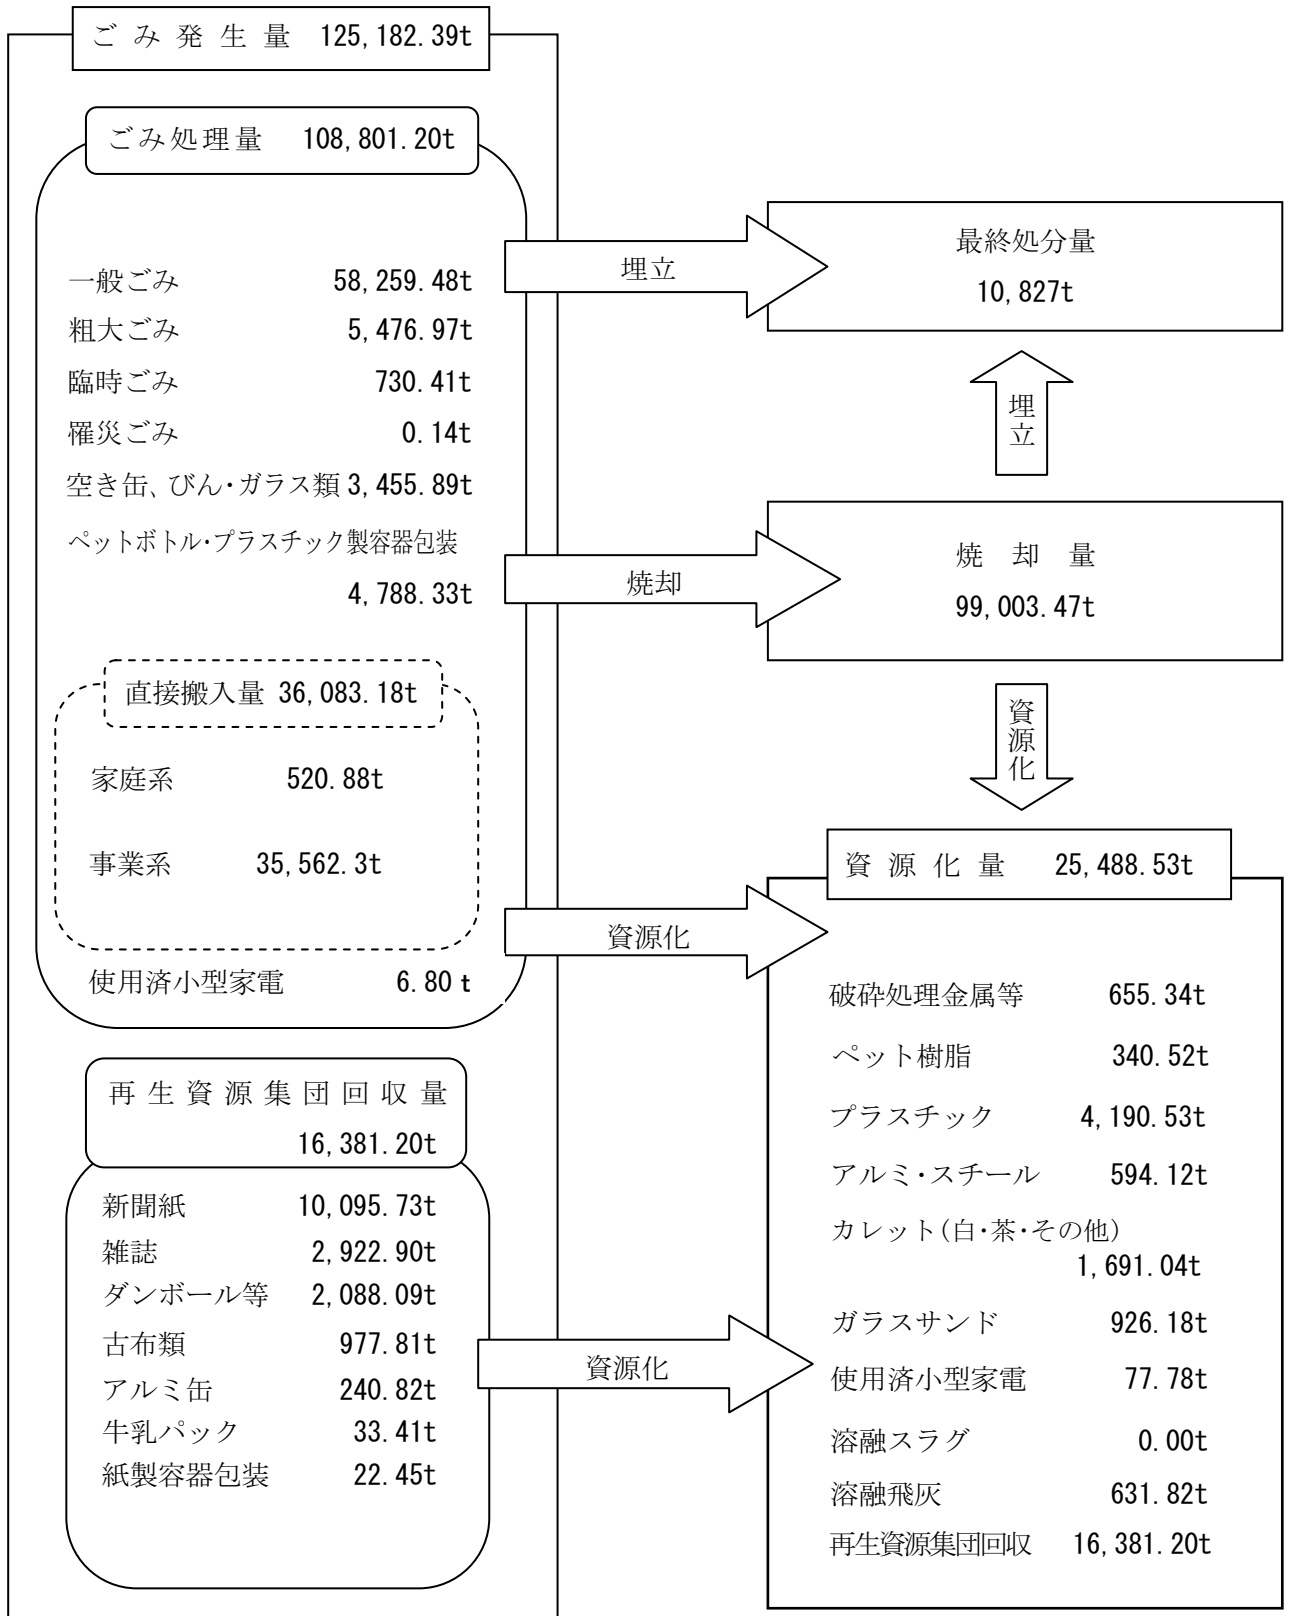 ごみ発生量 125,182.39t
ごみ処理量 108,801.20t
一般ごみ 58,259.48t
粗大ごみ 5,476.97t
臨時ごみ 730.41t
罹災ごみ 0.14t
空き缶、びん・ガラス類 3,455.89t
ペットボトル・プラスチック製容器包装
4,788.33t
直接搬入量 36,083.18t
家庭系 520.88t
事業系 35,562.3t
使用済小型家電 6.80t
再生資源集団回収量
16,381.20t
新聞紙 10,095.73t
雑誌 2,922.90t
ダンボール等 2,088.09t
古布類 977.81t
アルミ缶 240.82t
牛乳パック 33.41t
紙製容器包装 22.45t
埋立
焼却
資源化
資源化
最終処分量
10,827t
埋立
焼却量
99,003.47t
資源化
資源化量 25,488.53t
破砕処理金属等 655.34t
ペット樹脂 340.52t
プラスチック 4,190.53t
アルミ・スチール 594.12t
カレット(白・茶・その他)
1,691.04t
ガラスサンド 926.18t
使用済小型家電 77.78t
溶融スラグ 0.00t
溶融飛灰 631.82t
再生資源集団回収 16,381.20t